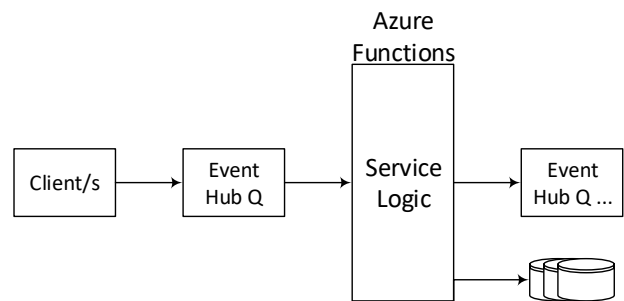 Azure
Functions
Client/s
Event
Hub Q
Service
Logic
Event
Hub Q ...